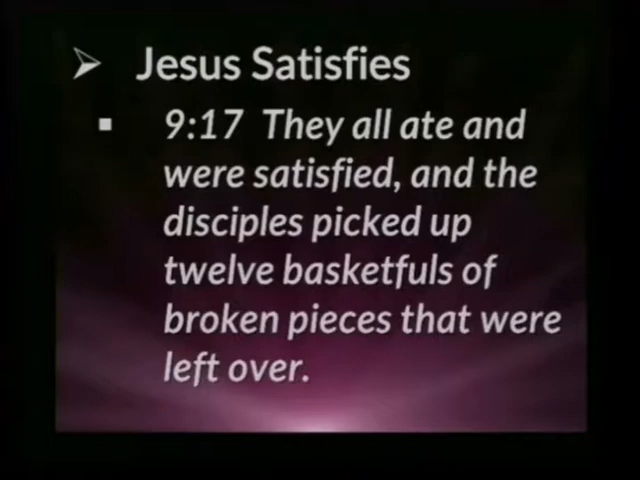 ➢ Jesus Satisfies
▪ 9:17 They all ate and
were satisfied, and the
disciples picked up
twelve basketfuls of
broken pieces that were
left over.